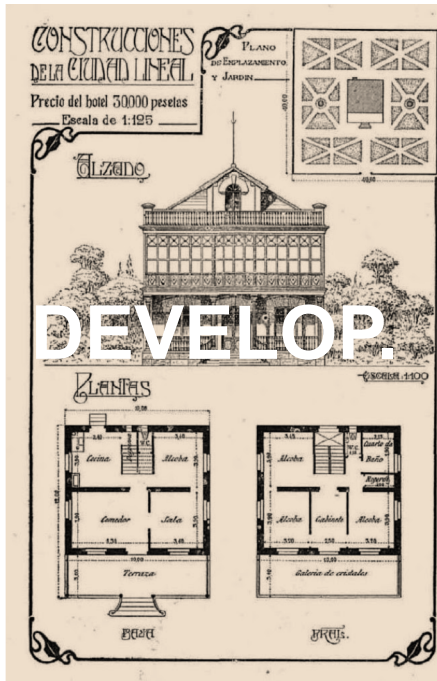 CONSTRUCCIONES
DE LA CIUDAD LINEAL
Precio del hotel 30,000 pesetas
Escala de 1:125
PLANO
DE EMPLAZAMIENTO
Y JARDIN
ALZADO
DEVELOP.
ESCALA 1:100
PLANTAS
Cocina
W.C.
Alcoba
Comedor
Sala
Terraza
BAJA
Alcoba
W.C.
Cuarto de
Baño
Ropero
Alcoba
Gabinete
Alcoba
Galeria de cristales
PRAL.